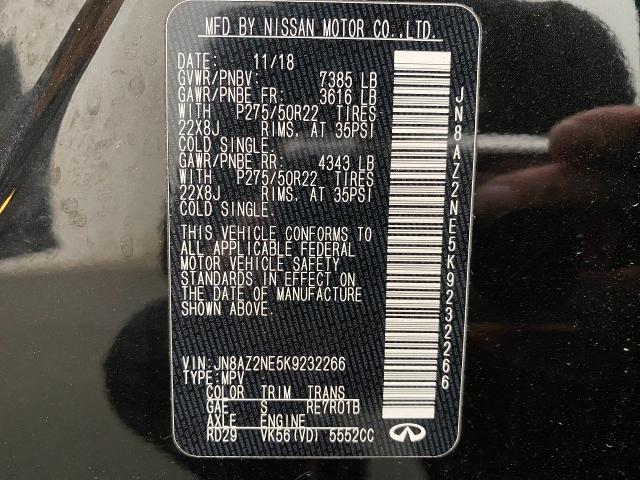 MFD BY NISSAN MOTOR CO.,LTD.
DATE: 11/18
GVWR/PNBV: 7385 LB
GAWR/PNBE FR: 3616 LB
WITH P275/50R22 TIRES
22X8J RIMS, AT 35PSI
COLD SINGLE.
GAWR/PNBE RR: 4343 LB
WITH P275/50R22 TIRES
22X8J RIMS, AT 35PSI
COLD SINGLE.
THIS VEHICLE CONFORMS TO
ALL APPLICABLE FEDERAL
MOTOR VEHICLE SAFETY
STANDARDS IN EFFECT ON
THE DATE OF MANUFACTURE
SHOWN ABOVE.
VIN: JN8AZ2NE5K9232266
TYPE: MPV
COLOR TRIM TRANS
GAE S RE7R01B
AXLE ENGINE
RD29 VK56(VD) 5552CC
JN8AZ2NE5K9232266